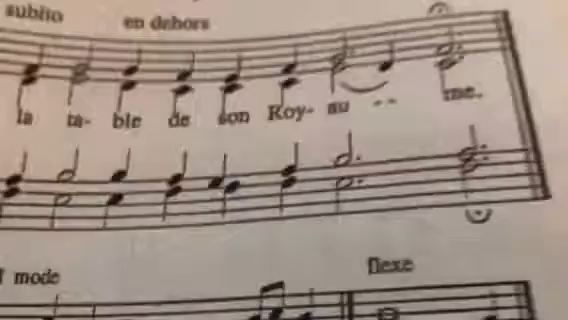 subito en dehors
la ta- ble de son Roy- au - - me.
mode
flexe